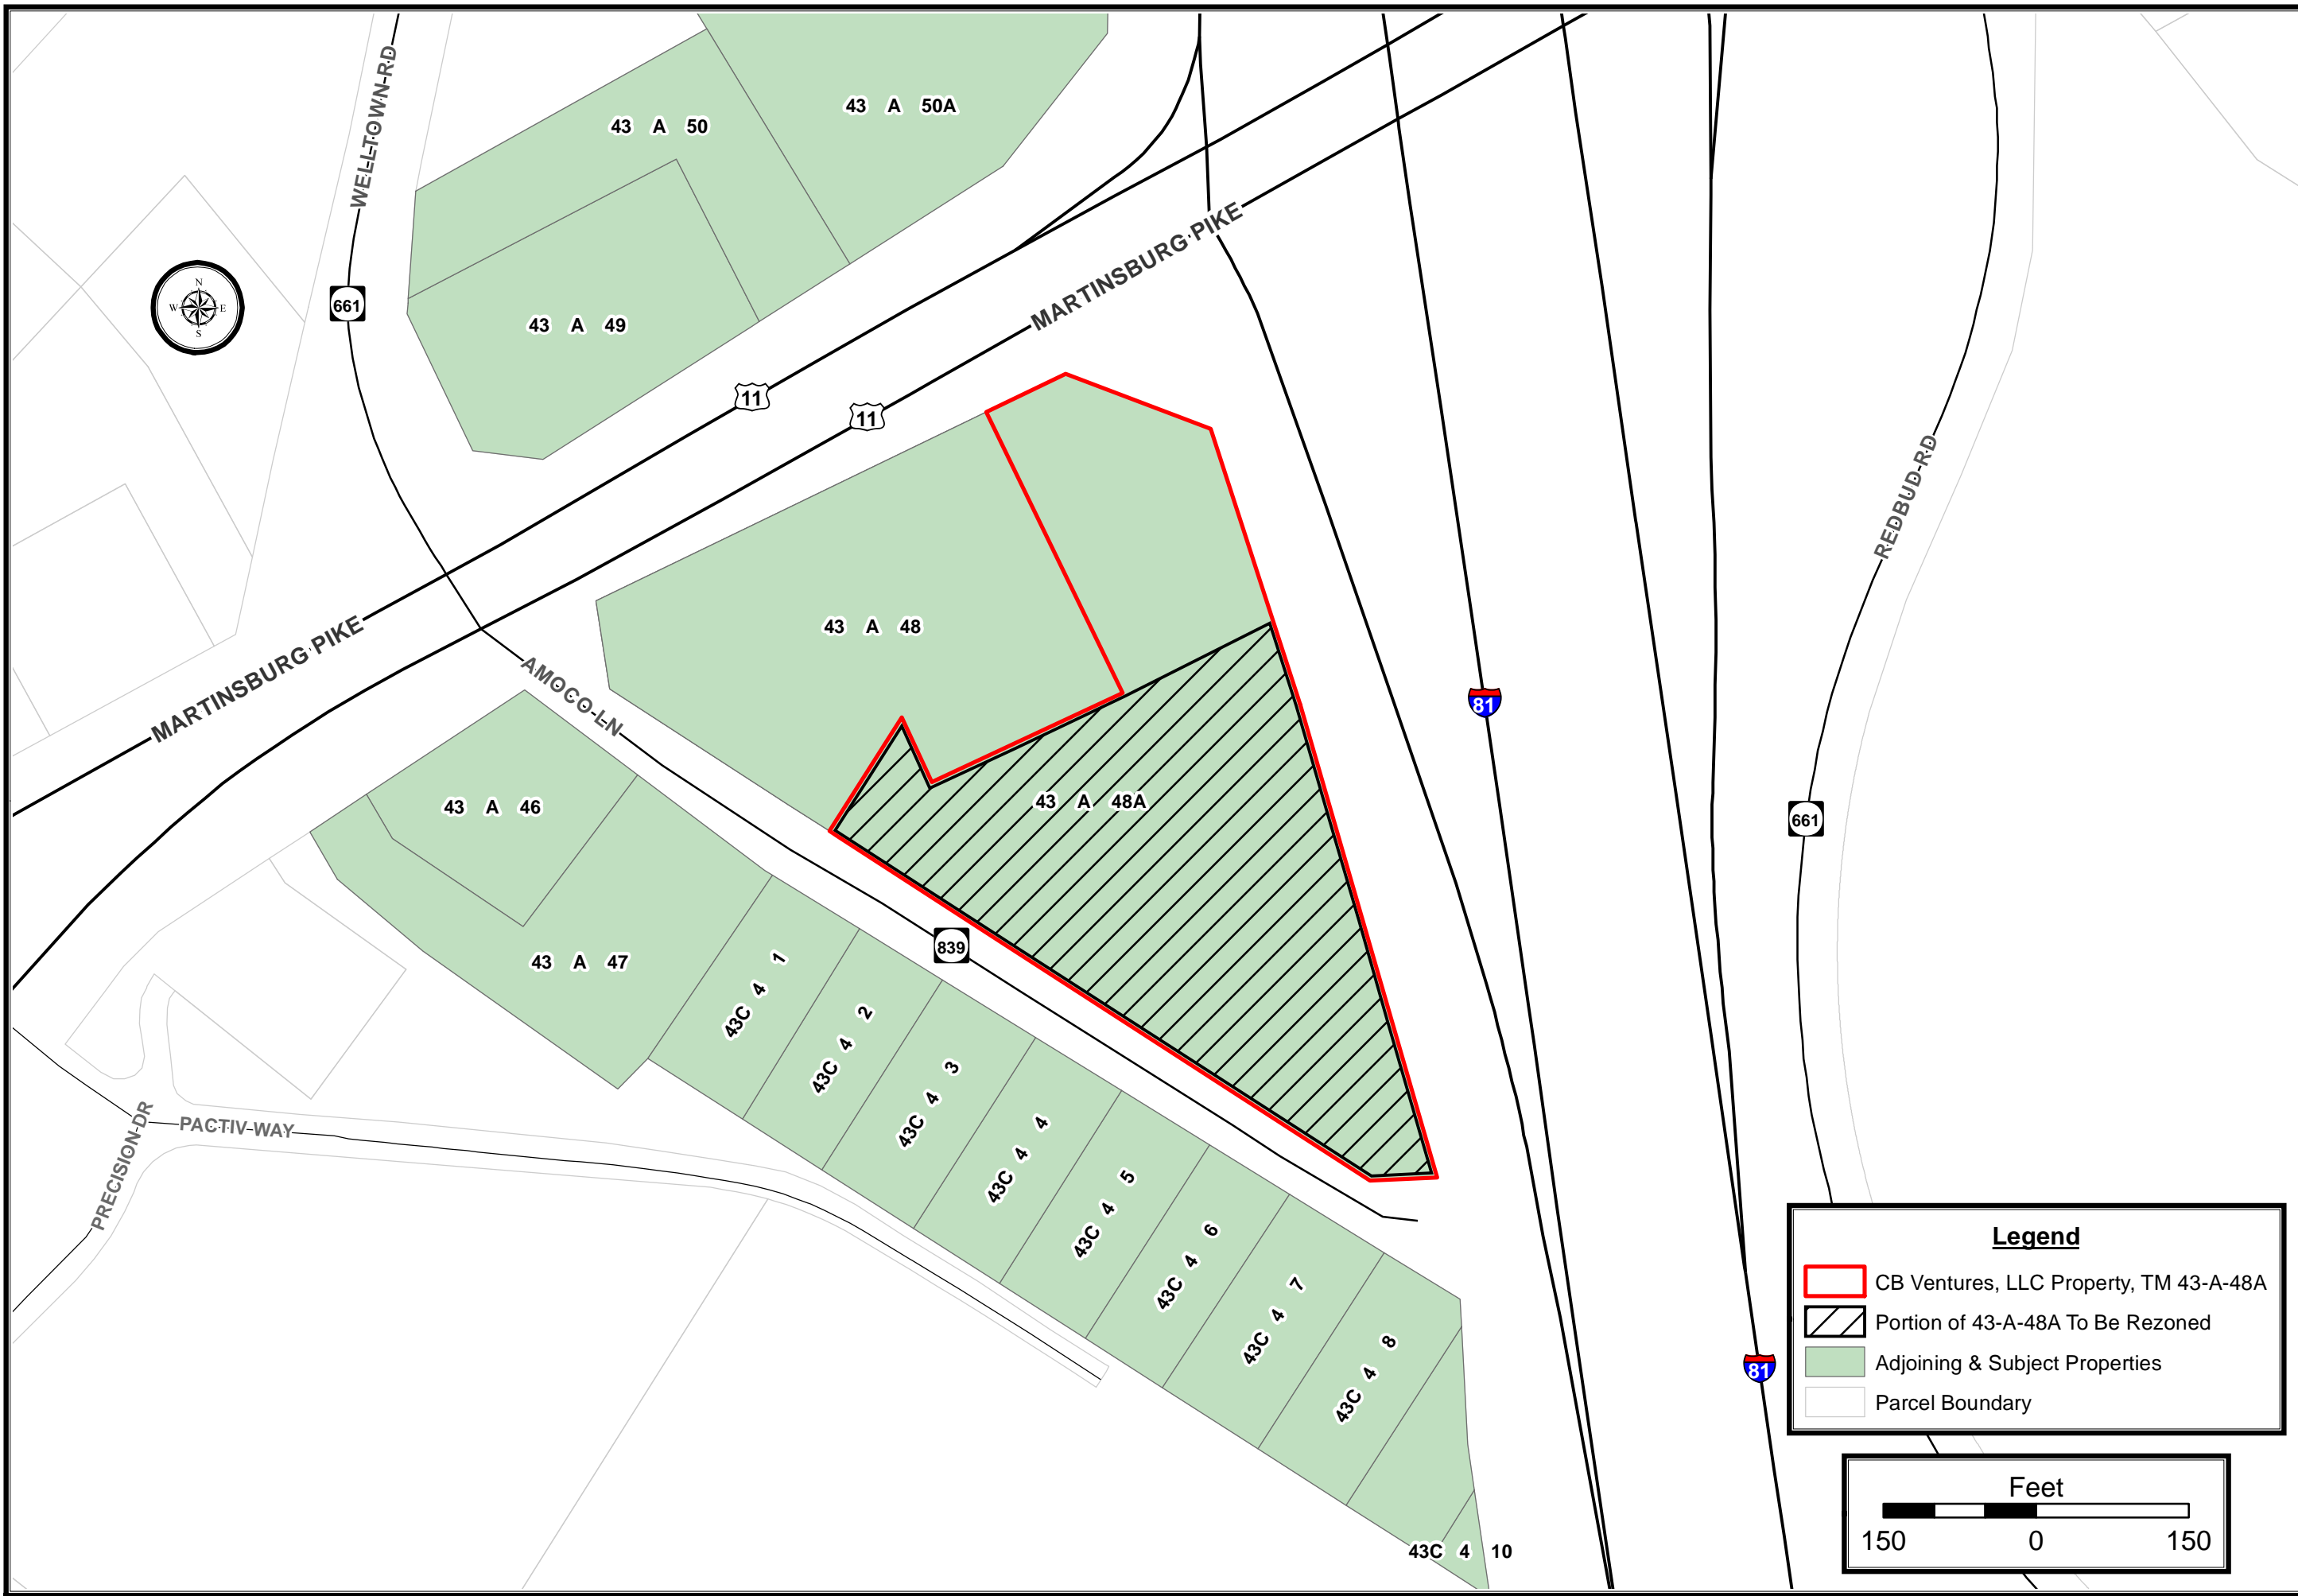 WELLTOWN RD
43 A 50
43 A 50A
N
W E
S
661
43 A 49
MARTINSBURG PIKE
11
11
REDBUD RD
43 A 48
MARTINSBURG PIKE
AMOCO LN
81
43 A 46
43 A 48A
661
43 A 47
839
43C 4 1
43C 4 2
43C 4 3
43C 4 4
43C 4 5
43C 4 6
43C 4 7
43C 4 8
43C 4 10
PRECISION DR
PACTIV WAY
81
Legend
CB Ventures, LLC Property, TM 43-A-48A
Portion of 43-A-48A To Be Rezoned
Adjoining & Subject Properties
Parcel Boundary
Feet
150 0 150